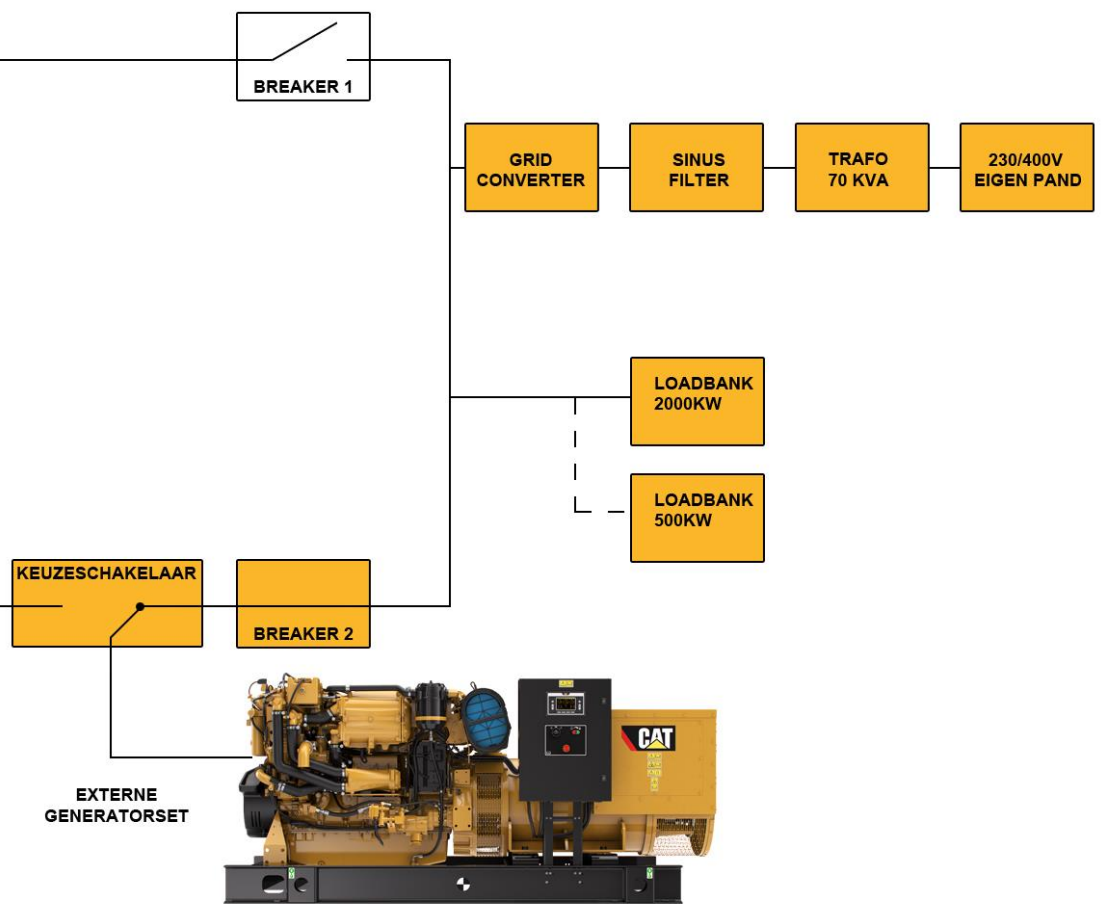 BREAKER 1
GRID
CONVERTER
SINUS
FILTER
TRAFO
70 KVA
230/400V
EIGEN PAND
LOADBANK
2000KW
LOADBANK
500KW
KEUZESCHAKELAAR
BREAKER 2
CAT
EXTERNE
GENERATORSET